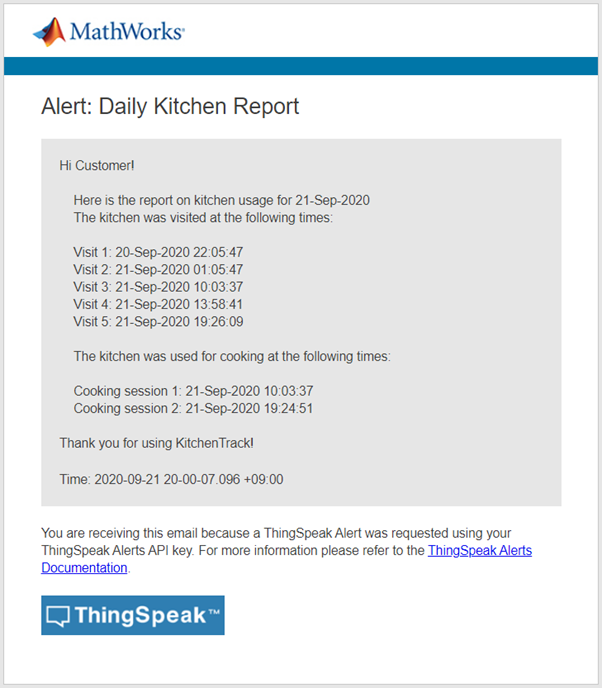 MathWorks®
Alert: Daily Kitchen Report
Hi Customer!
Here is the report on kitchen usage for 21-Sep-2020
The kitchen was visited at the following times:
Visit 1: 20-Sep-2020 22:05:47
Visit 2: 21-Sep-2020 01:05:47
Visit 3: 21-Sep-2020 10:03:37
Visit 4: 21-Sep-2020 13:58:41
Visit 5: 21-Sep-2020 19:26:09
The kitchen was used for cooking at the following times:
Cooking session 1: 21-Sep-2020 10:03:37
Cooking session 2: 21-Sep-2020 19:24:51
Thank you for using KitchenTrack!
Time: 2020-09-21 20-00-07.096 +09:00
You are receiving this email because a ThingSpeak Alert was requested using your
ThingSpeak Alerts API key. For more information please refer to the ThingSpeak Alerts
Documentation.
ThingSpeak™